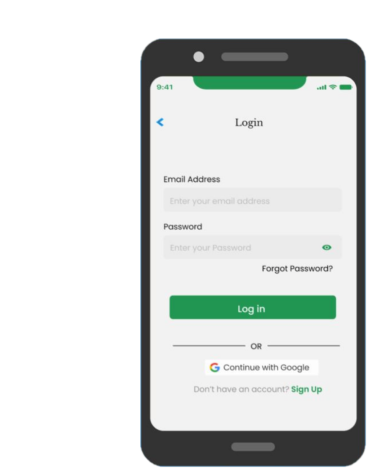 9:41
Login
Email Address
Enter your email address
Password
Enter your Password
Forgot Password?
Log in
OR
Continue with Google
Don't have an account? Sign Up